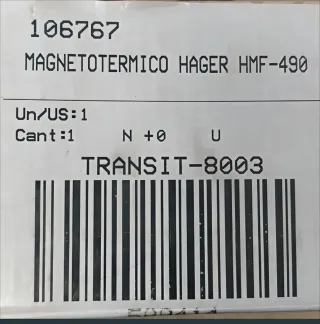 106767
MAGNETOTERMICO HAGER HMF-490
Un/US:1
Cant:1 N +0 U
TRANSIT-8003